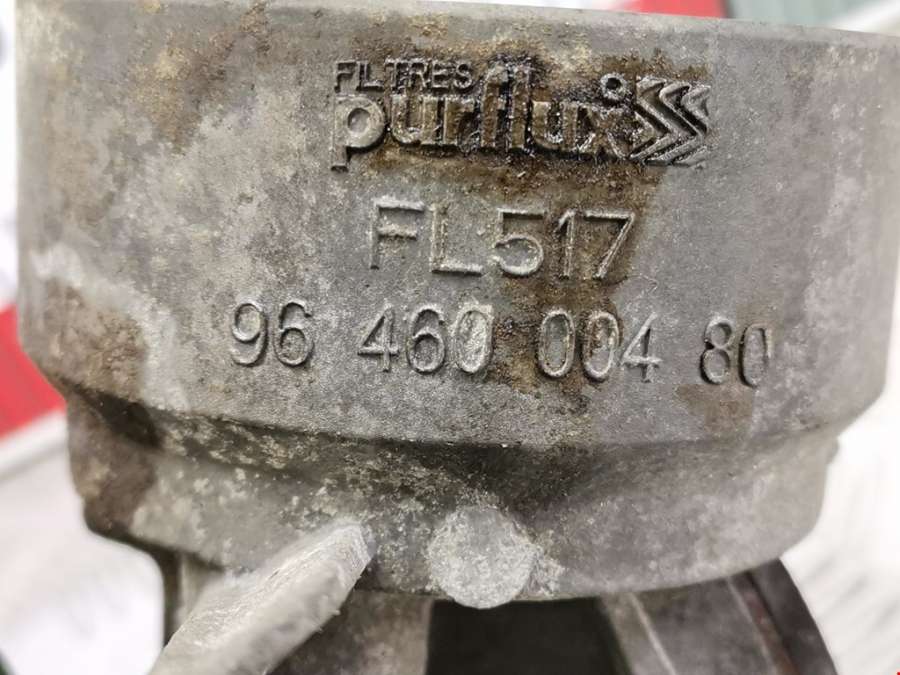 FILTRES
purflux
FL517
96 460 004 80